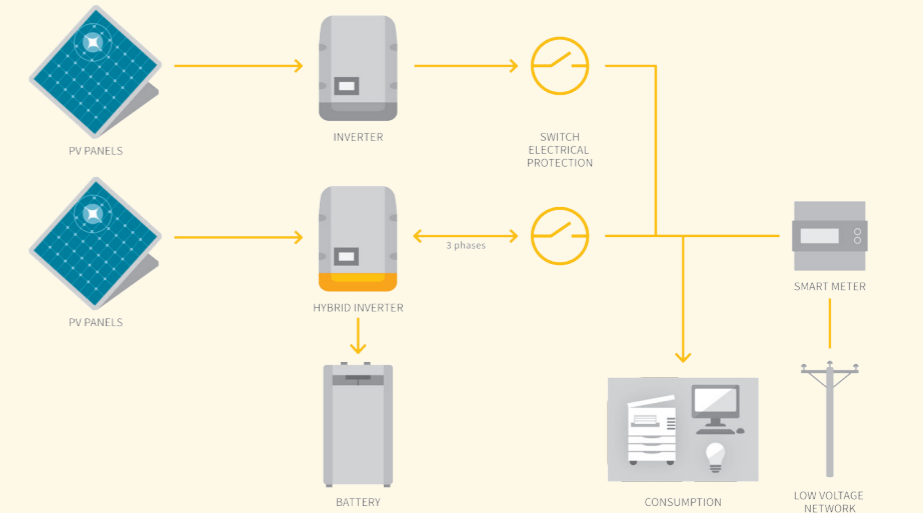 PV PANELS
INVERTER
SWITCH
ELECTRICAL
PROTECTION
3 phases
PV PANELS
HYBRID INVERTER
SMART METER
BATTERY
CONSUMPTION
LOW VOLTAGE
NETWORK